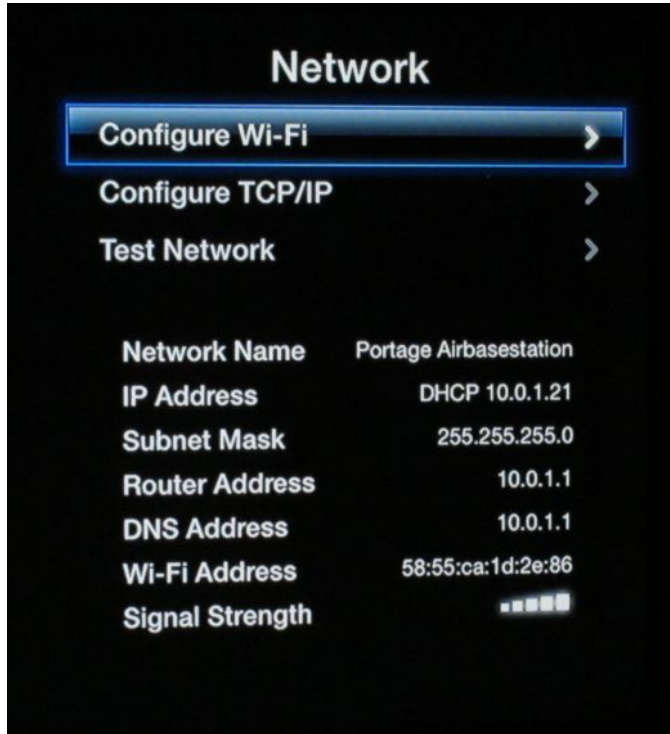 Network
Configure Wi-Fi
Configure TCP/IP
Test Network
Network Name Portage Airbasestation
IP Address DHCP 10.0.1.21
Subnet Mask 255.255.255.0
Router Address 10.0.1.1
DNS Address 10.0.1.1
Wi-Fi Address 58:55:ca:1d:2e:86
Signal Strength